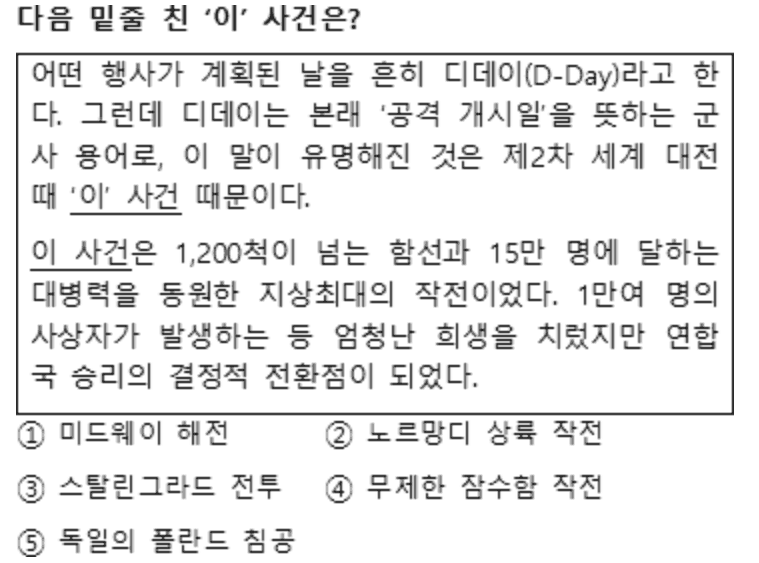 다음 밑줄 친 ‘이’ 사건은?
어떤 행사가 계획된 날을 흔히 디데이(D-Day)라고 한
다. 그런데 디데이는 본래 ‘공격 개시일’을 뜻하는 군
사 용어로, 이 말이 유명해진 것은 제2차 세계 대전
때 ‘이’ 사건 때문이다.
이 사건은 1,200척이 넘는 함선과 15만 명에 달하는
대병력을 동원한 지상최대의 작전이었다. 1만여 명의
사상자가 발생하는 등 엄청난 희생을 치렀지만 연합
국 승리의 결정적 전환점이 되었다.
① 미드웨이 해전 ② 노르망디 상륙 작전
③ 스탈린그라드 전투 ④ 무제한 잠수함 작전
⑤ 독일의 폴란드 침공